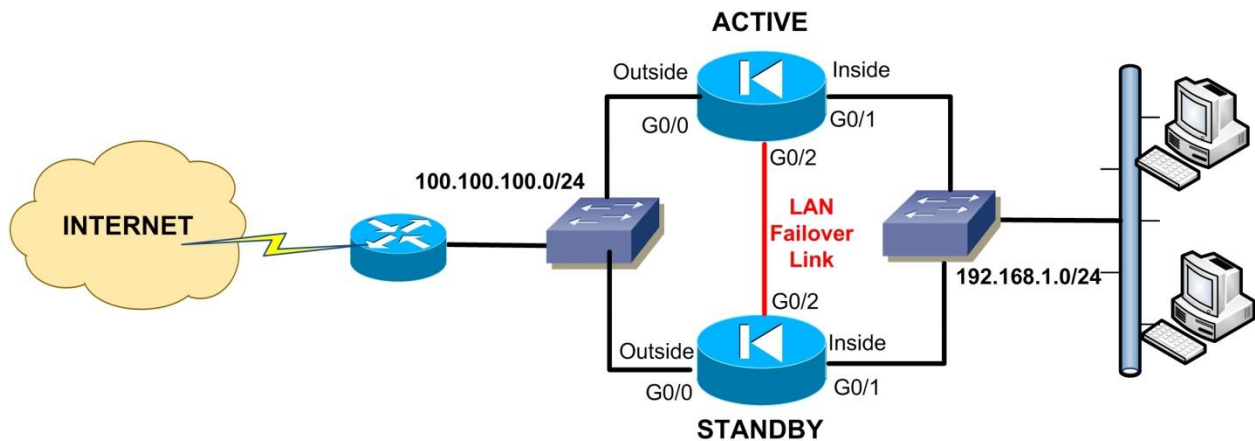 ACTIVE
Outside
Inside
G0/0
G0/1
G0/2
100.100.100.0/24
INTERNET
LAN
Failover
Link
192.168.1.0/24
G0/2
Outside
Inside
G0/0
G0/1
STANDBY